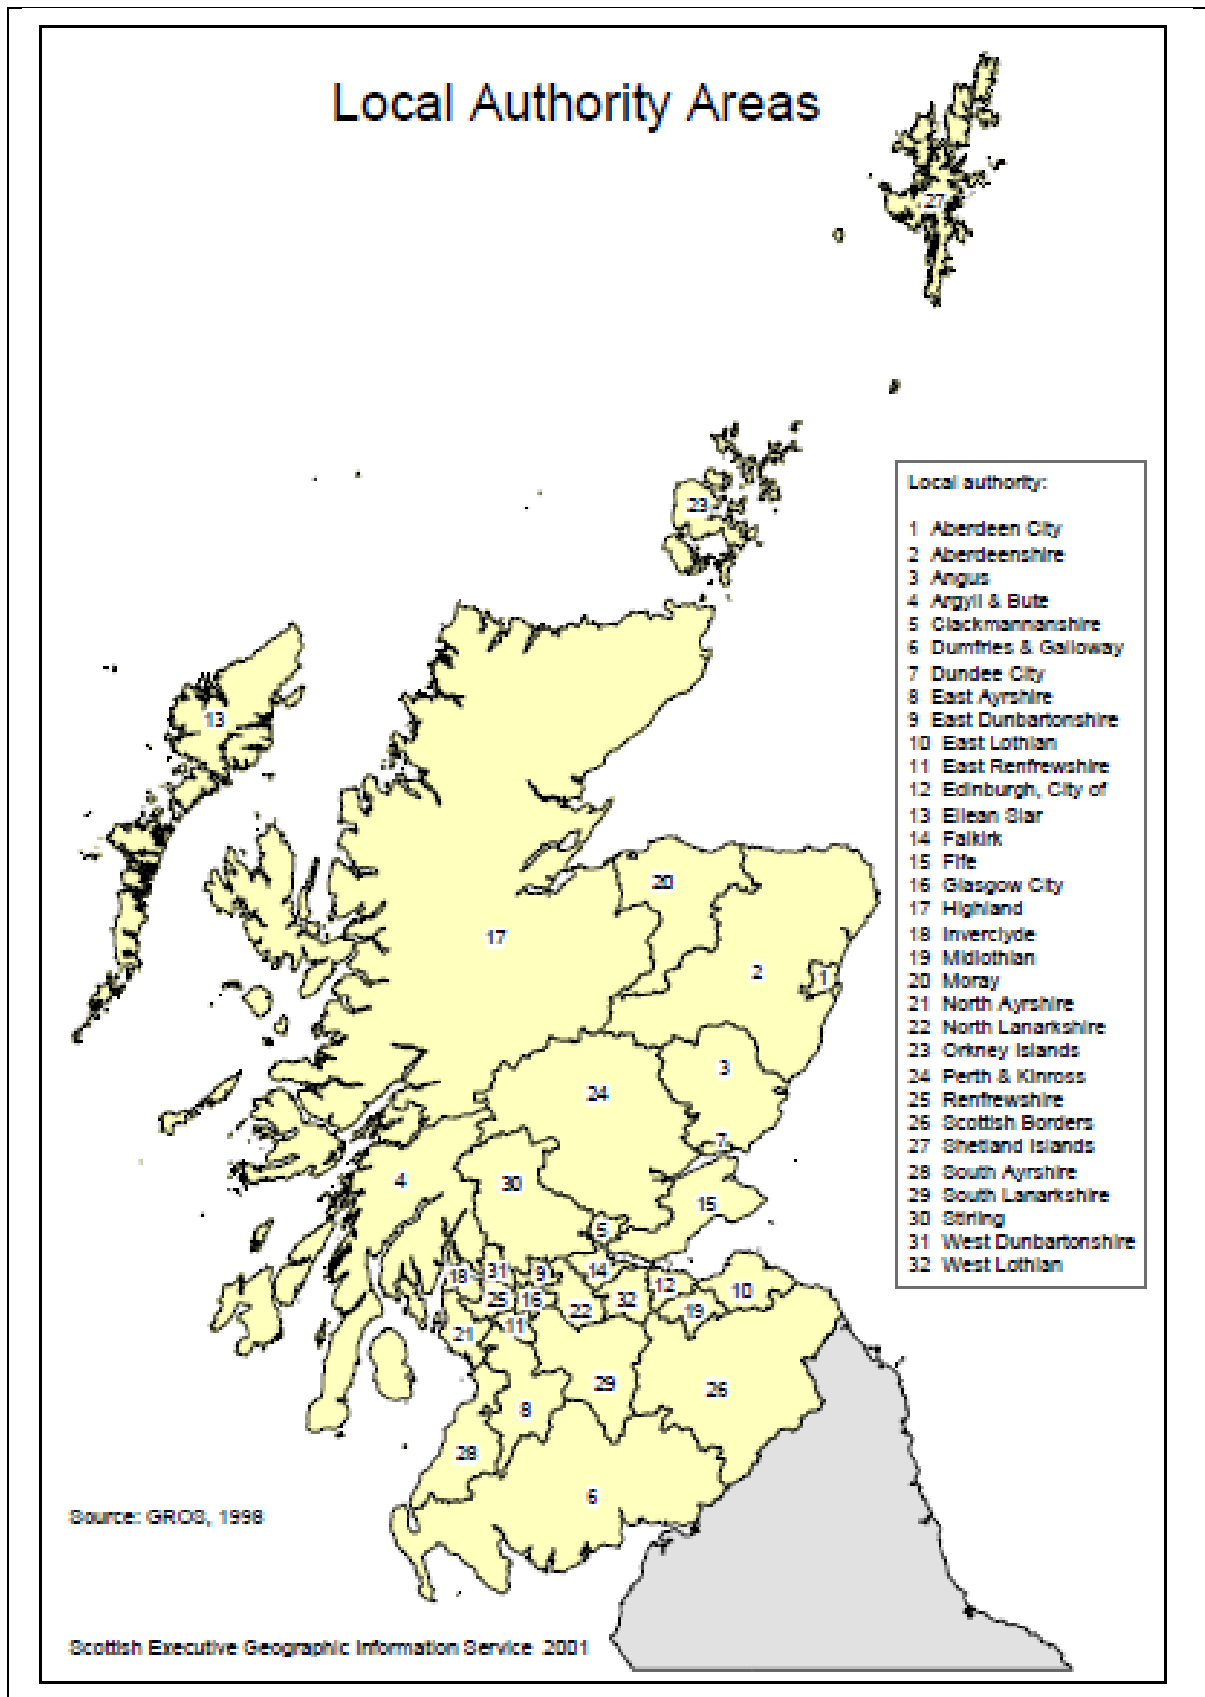 Local Authority Areas
27
Local authority:
1 Aberdeen City
2 Aberdeenshire
3 Angus
4 Argyll & Bute
5 Clackmannanshire
6 Dumfries & Galloway
7 Dundee City
8 East Ayrshire
9 East Dunbartonshire
10 East Lothian
11 East Renfrewshire
12 Edinburgh, City of
13 Eilean Siar
14 Falkirk
15 Fife
16 Glasgow City
17 Highland
18 Inverclyde
19 Midlothian
20 Moray
21 North Ayrshire
22 North Lanarkshire
23 Orkney Islands
24 Perth & Kinross
25 Renfrewshire
26 Scottish Borders
27 Shetland Islands
28 South Ayrshire
29 South Lanarkshire
30 Stirling
31 West Dunbartonshire
32 West Lothian
23
13
20
17
2
1
3
24
7
4
30
15
5
18
31
9
14
12
10
25
16
22
32
19
21
11
29
26
8
28
6
Source: GROS, 1998
Scottish Executive Geographic Information Service 2001